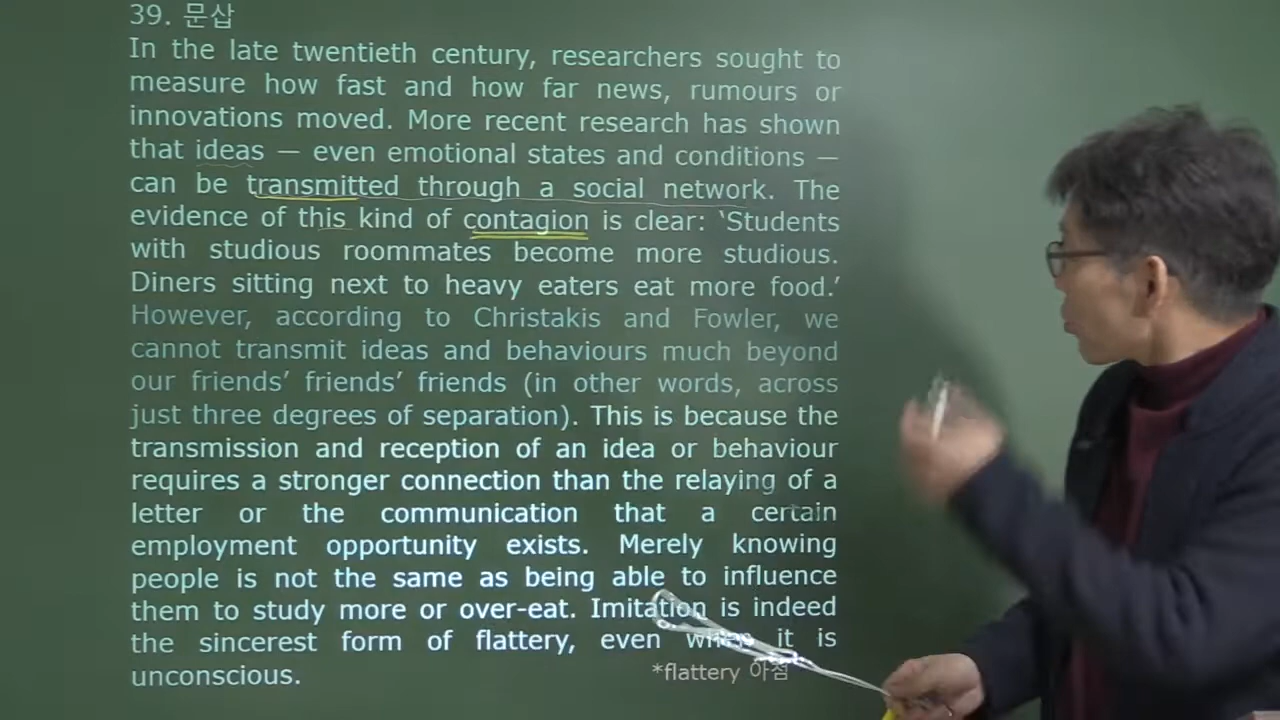 39. 문삽
In the late twentieth century, researchers sought to
measure how fast and how far news, rumours or
innovations moved. More recent research has shown
that ideas — even emotional states and conditions —
can be transmitted through a social network. The
evidence of this kind of contagion is clear: ‘Students
with studious roommates become more studious.
Diners sitting next to heavy eaters eat more food.’
However, according to Christakis and Fowler, we
cannot transmit ideas and behaviours much beyond
our friends’ friends’ friends (in other words, across
just three degrees of separation). This is because the
transmission and reception of an idea or behaviour
requires a stronger connection than the relaying of a
letter or the communication that a certain
employment opportunity exists. Merely knowing
people is not the same as being able to influence
them to study more or over-eat. Imitation is indeed
the sincerest form of flattery, even when it is
unconscious.
*flattery 아첨